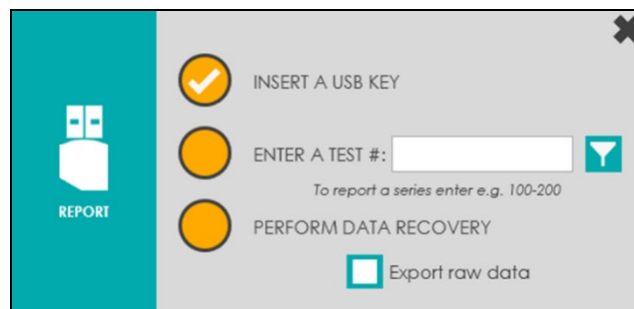 INSERT A USB KEY
ENTER A TEST #:
To report a series enter e.g. 100-200
REPORT
PERFORM DATA RECOVERY
Export raw data